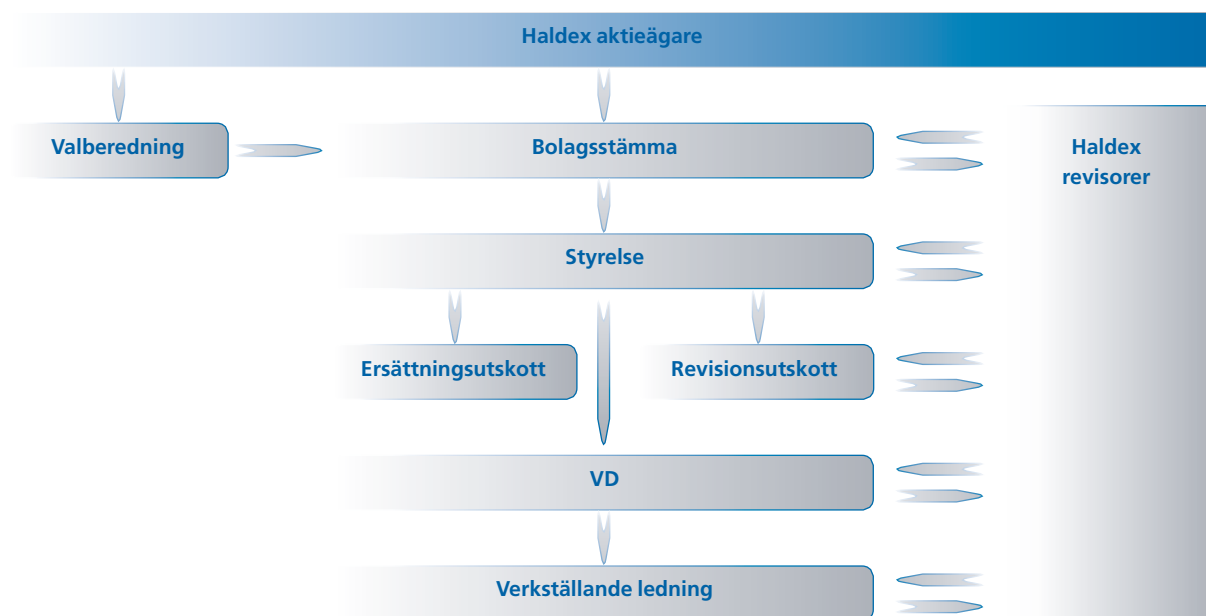 Haldex aktieägare
Valberedning
Bolagsstämma
Haldex
revisorer
Styrelse
Ersättningsutskott
Revisionsutskott
VD
Verkställande ledning